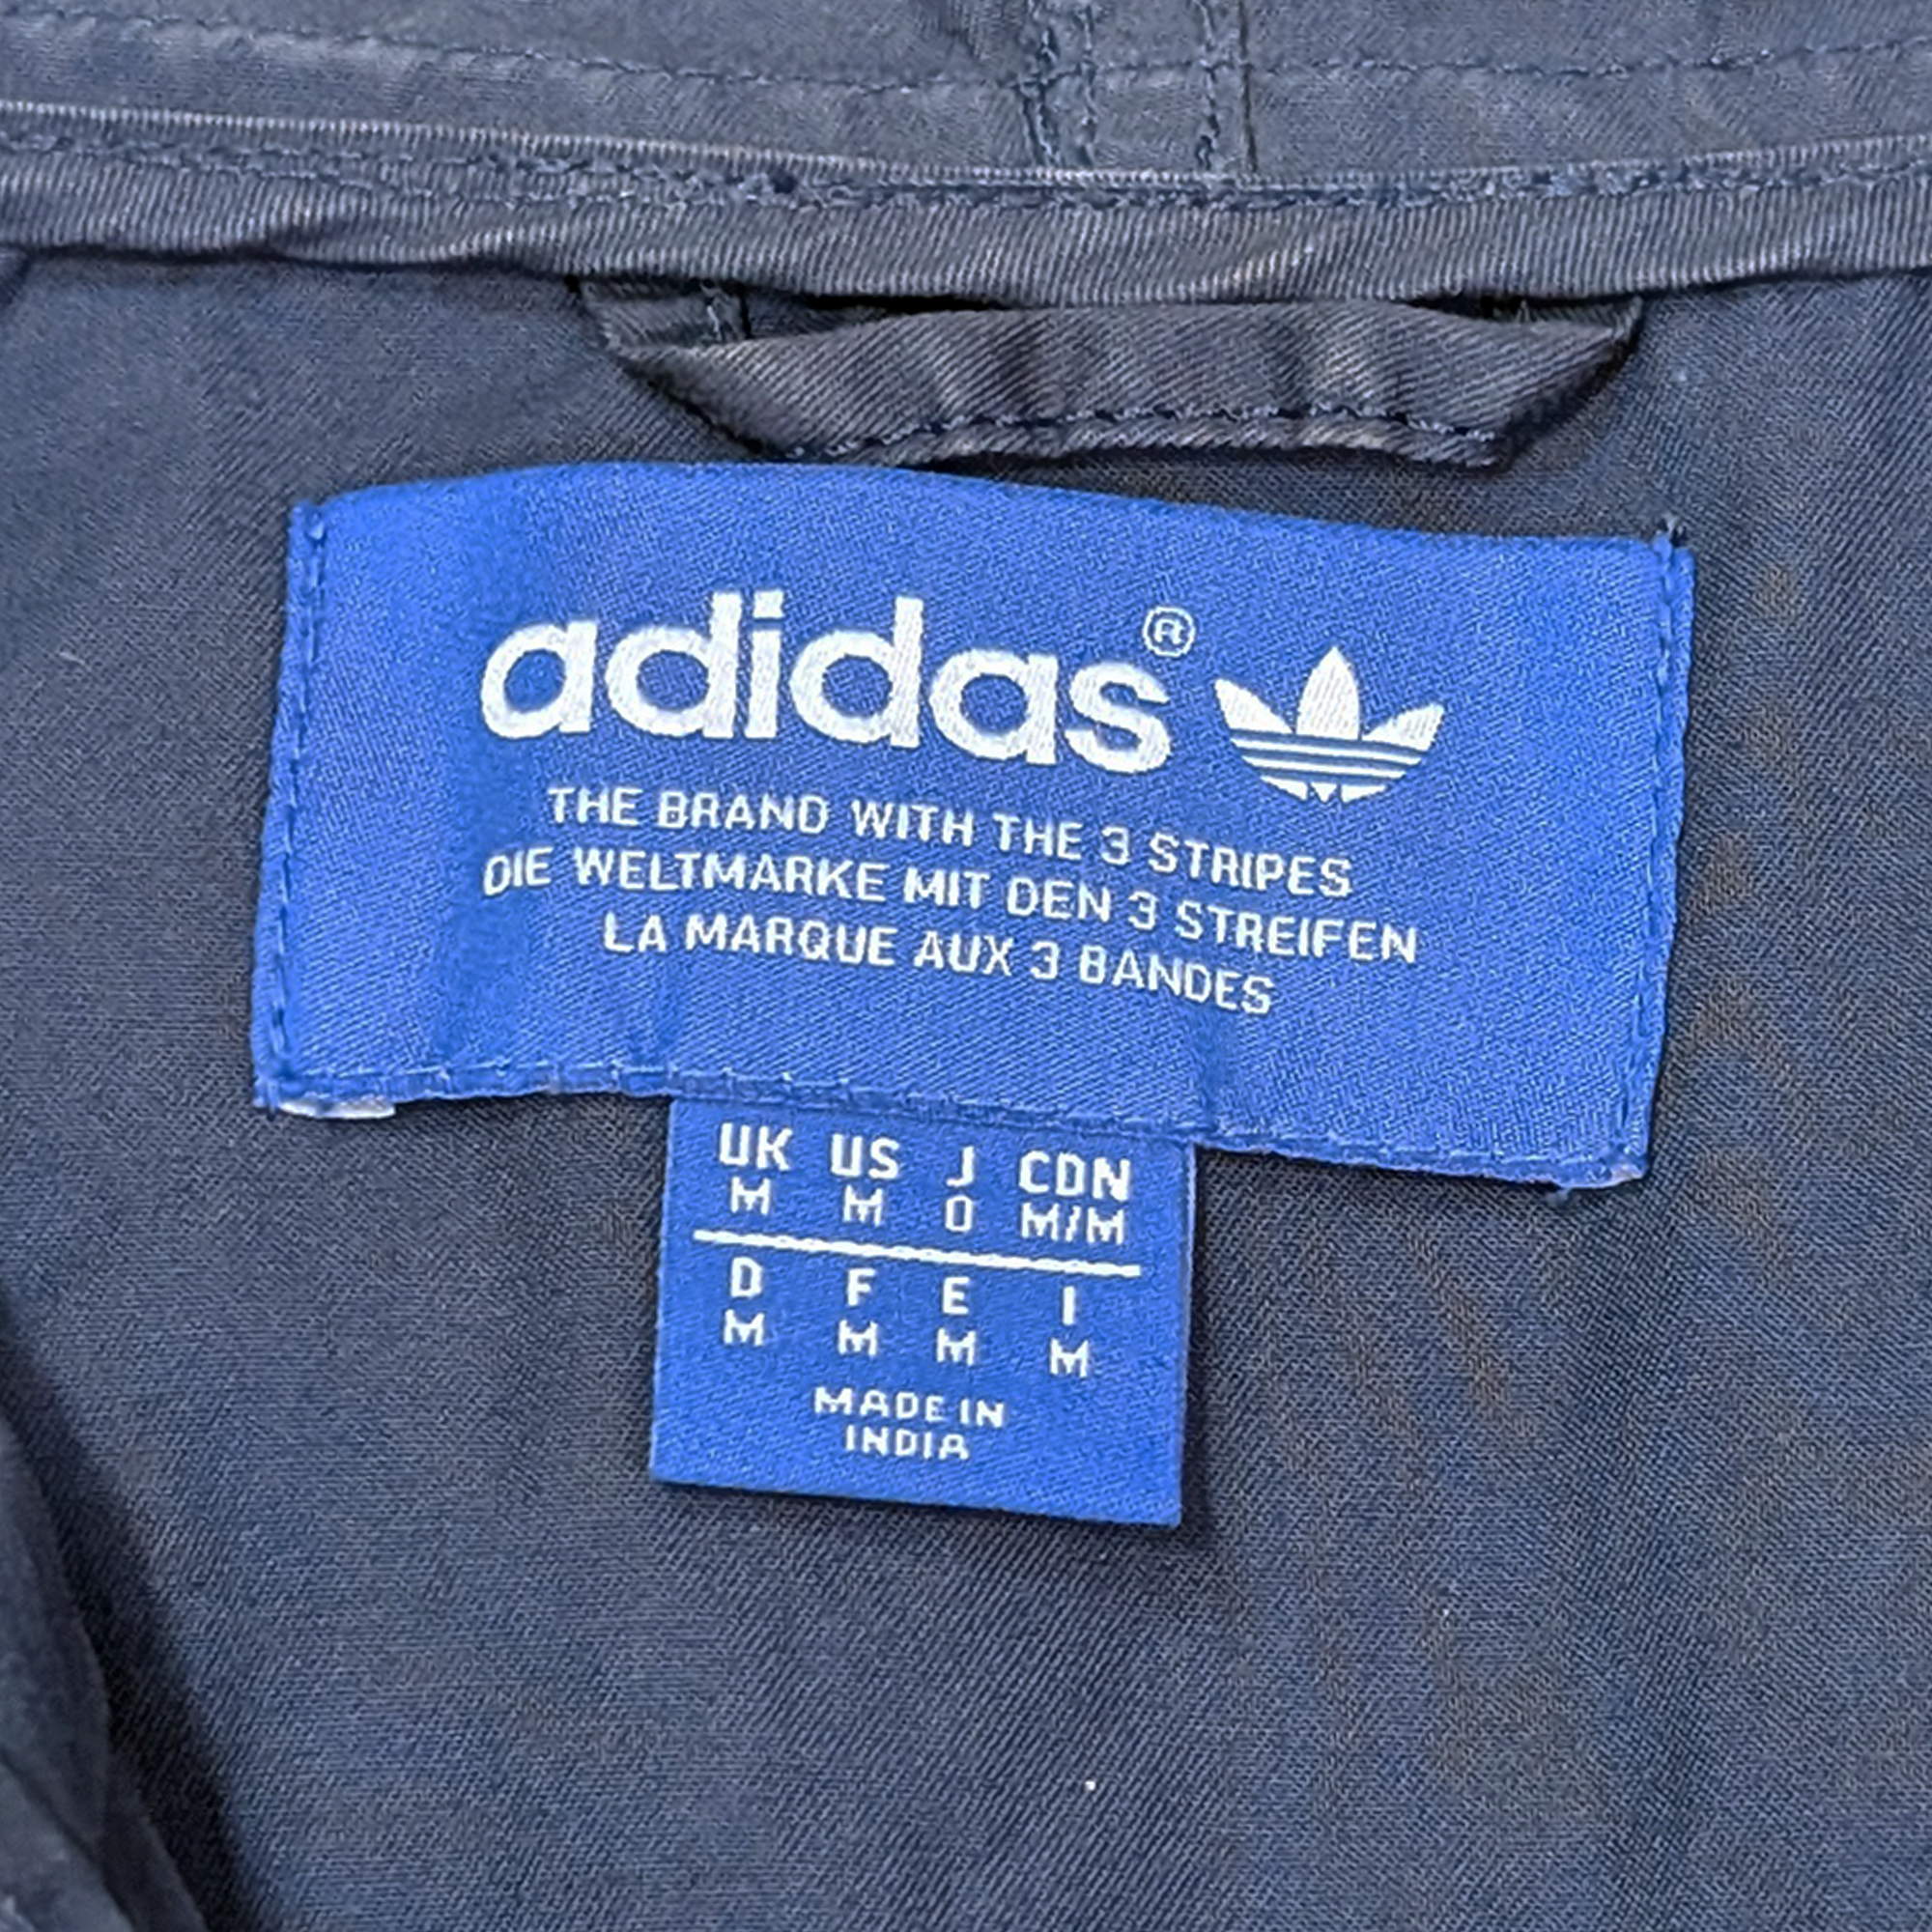 adidas®
THE BRAND WITH THE 3 STRIPES
DIE WELTMARKE MIT DEN 3 STREIFEN
LA MARQUE AUX 3 BANDES
UK US J CDN
M M O M/M
D F E I
M M M M
MADE IN
INDIA